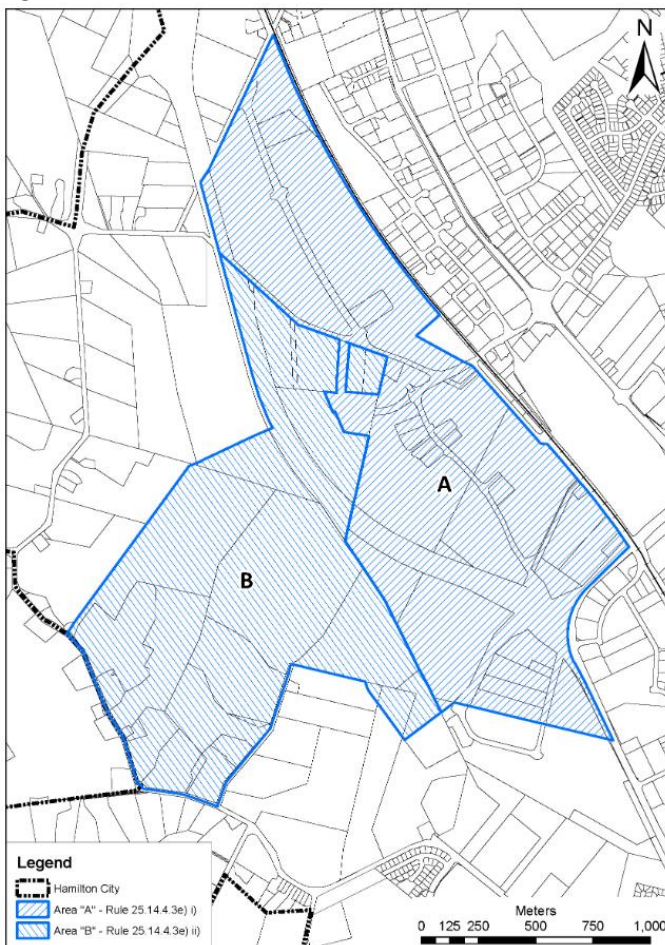 N
A
B
Legend
Hamilton City
Area "A" - Rule 25.14.4.3e) i)
Area "B" - Rule 25.14.4.3e) ii)
Meters
0 125 250 500 750 1,000